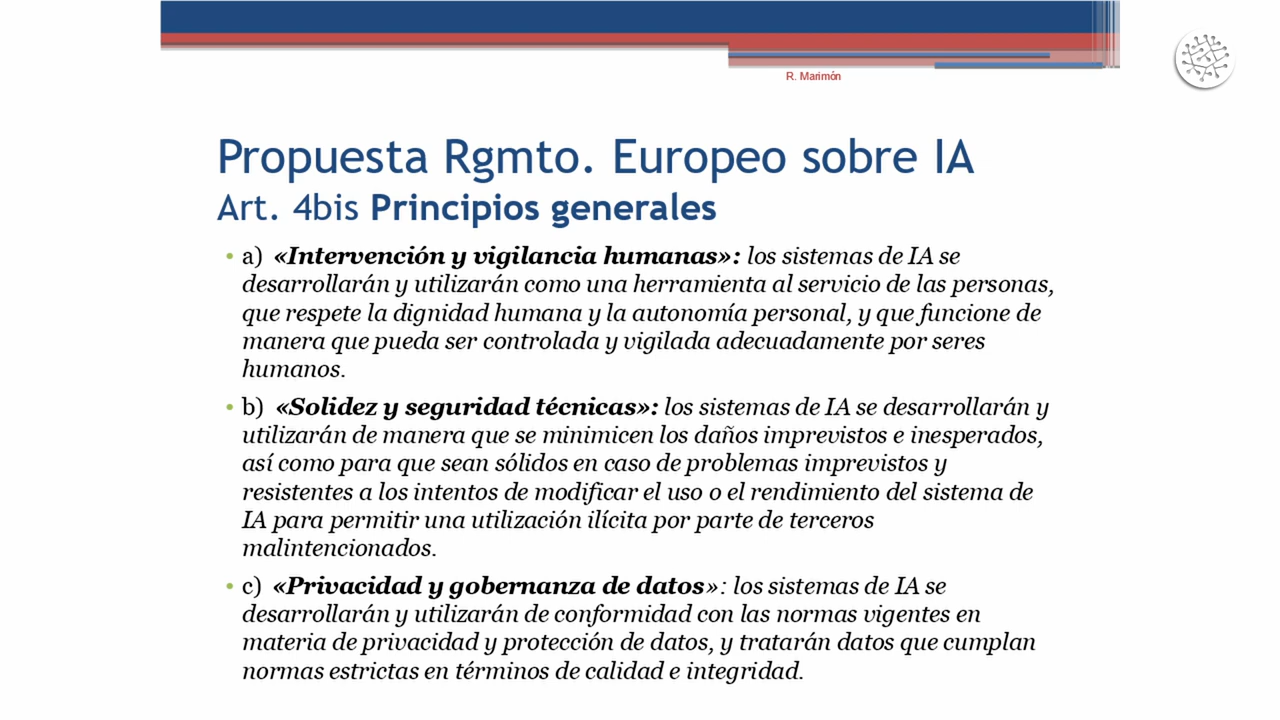 R. Marimón
Propuesta Rgmto. Europeo sobre IA
Art. 4bis Principios generales
• a) «Intervención y vigilancia humanas»: los sistemas de IA se
desarrollarán y utilizarán como una herramienta al servicio de las personas,
que respete la dignidad humana y la autonomía personal, y que funcione de
manera que pueda ser controlada y vigilada adecuadamente por seres
humanos.
• b) «Solidez y seguridad técnicas»: los sistemas de IA se desarrollarán y
utilizarán de manera que se minimicen los daños imprevistos e inesperados,
así como para que sean sólidos en caso de problemas imprevistos y
resistentes a los intentos de modificar el uso o el rendimiento del sistema de
IA para permitir una utilización ilícita por parte de terceros
malintencionados.
• c) «Privacidad y gobernanza de datos»: los sistemas de IA se
desarrollarán y utilizarán de conformidad con las normas vigentes en
materia de privacidad y protección de datos, y tratarán datos que cumplan
normas estrictas en términos de calidad e integridad.